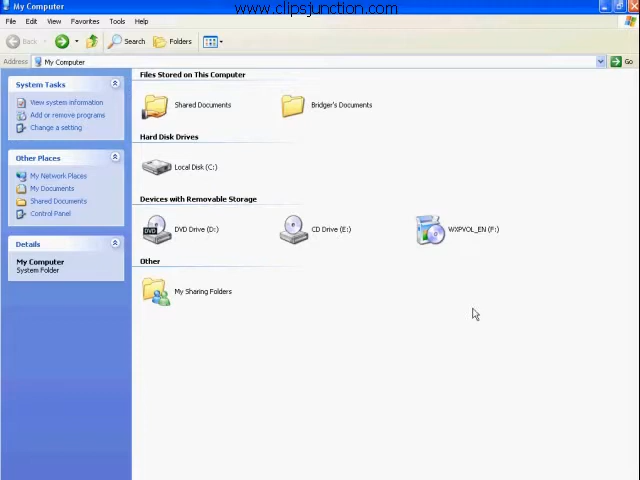 My Computer
www.clipsjunction.com
File Edit View Favorites Tools Help
Back Search Folders
Address My Computer Go
System Tasks
View system information
Add or remove programs
Change a setting
Other Places
My Network Places
My Documents
Shared Documents
Control Panel
Details
My Computer
System Folder
Files Stored on This Computer
Shared Documents Bridger's Documents
Hard Disk Drives
Local Disk (C:)
Devices with Removable Storage
DVD
DVD Drive (D:) CD Drive (E:) WXPVOL_EN (F:)
Other
My Sharing Folders